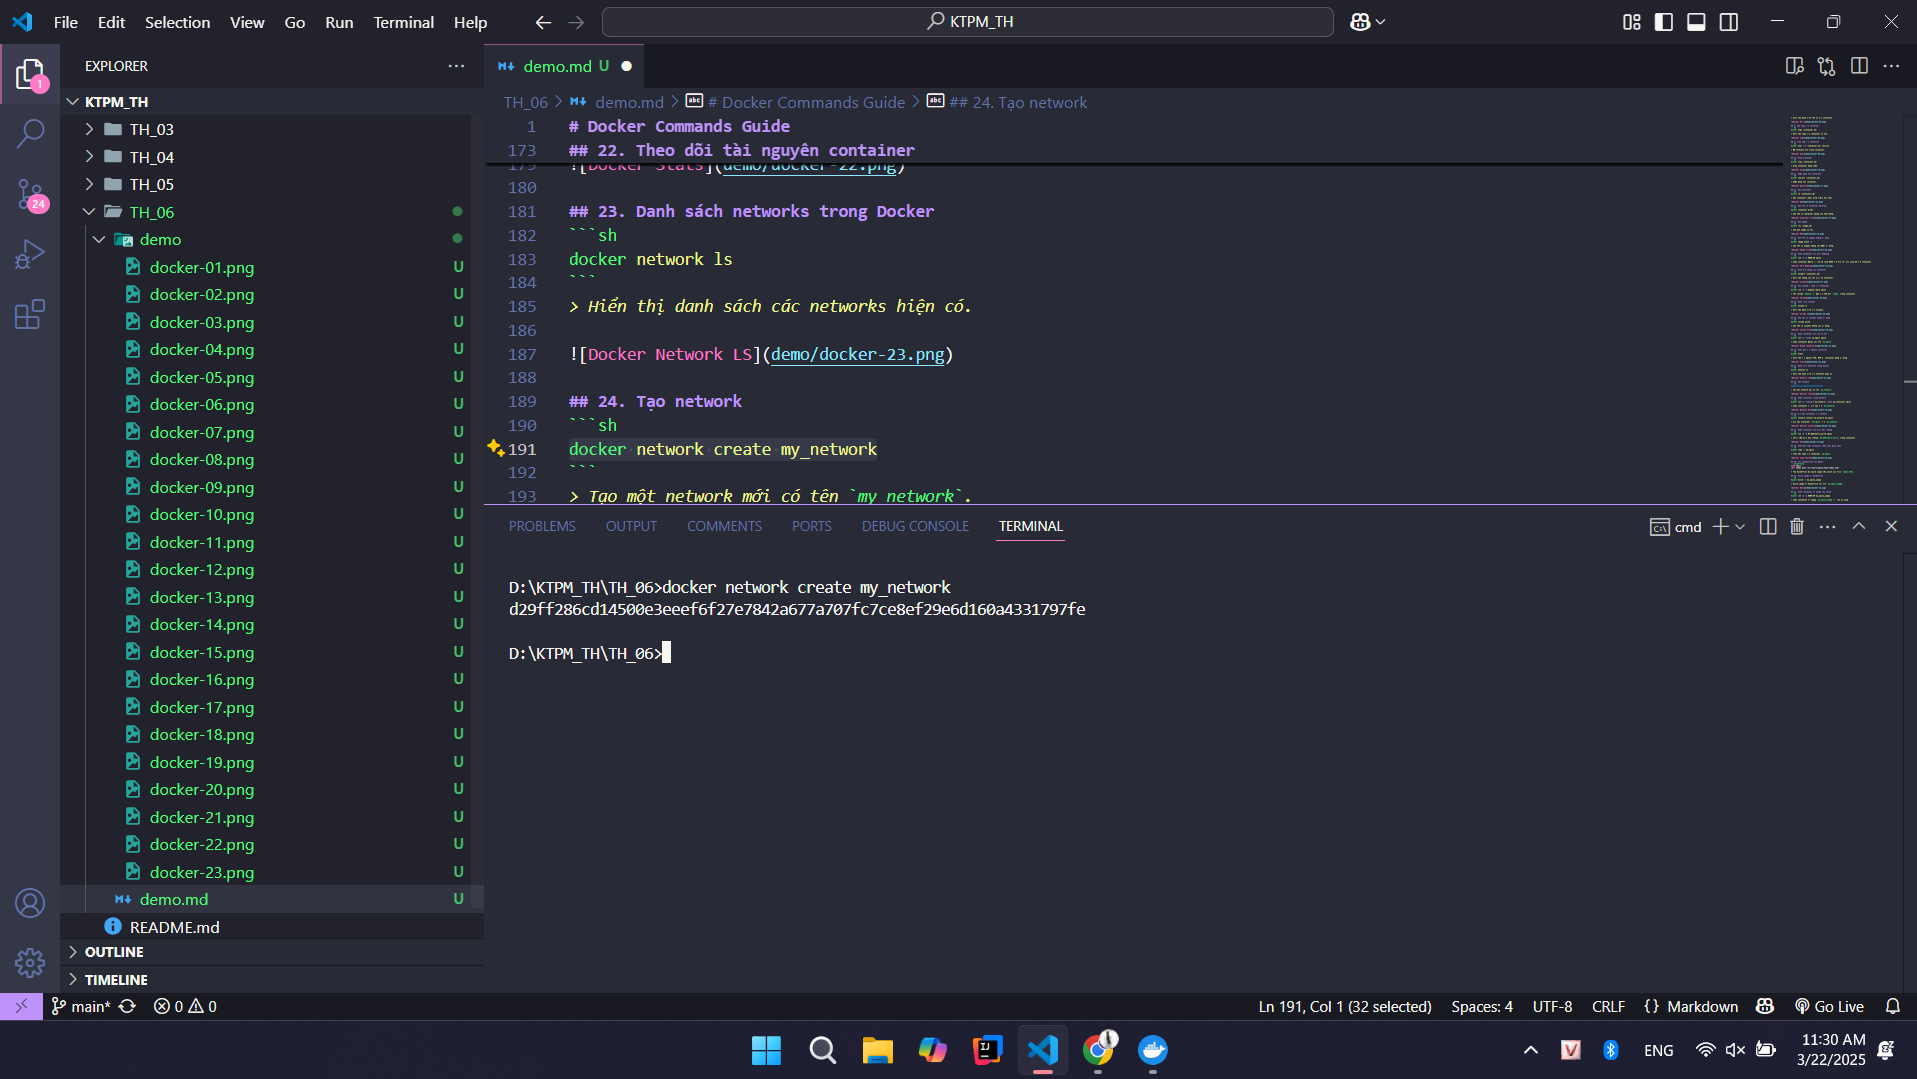 File Edit Selection View Go Run Terminal Help
KTPM_TH
EXPLORER
KTPM_TH
TH_03
TH_04
TH_05
TH_06
demo
docker-01.png U
docker-02.png U
docker-03.png U
docker-04.png U
docker-05.png U
docker-06.png U
docker-07.png U
docker-08.png U
docker-09.png U
docker-10.png U
docker-11.png U
docker-12.png U
docker-13.png U
docker-14.png U
docker-15.png U
docker-16.png U
docker-17.png U
docker-18.png U
docker-19.png U
docker-20.png U
docker-21.png U
docker-22.png U
docker-23.png U
demo.md U
README.md
OUTLINE
TIMELINE
1
24
demo.md U
TH_06 > demo.md > # Docker Commands Guide > ## 24. Tạo network
1 # Docker Commands Guide
173 ## 22. Theo dõi tài nguyên container
179 ![Docker Stats](demo/docker-22.png)
180
181 ## 23. Danh sách networks trong Docker
182 ```sh
183 docker network ls
184 ```
185 > Hiển thị danh sách các networks hiện có.
186
187 ![Docker Network LS](demo/docker-23.png)
188
189 ## 24. Tạo network
190 ```sh
191 docker network create my_network
192 ```
193 > Tạo một network mới có tên `my_network`.
PROBLEMS OUTPUT COMMENTS PORTS DEBUG CONSOLE TERMINAL
cmd
D:\KTPM_TH\TH_06>docker network create my_network
d29ff286cd14500e3eeef6f27e7842a677a707fc7ce8ef29e6d160a4331797fe
D:\KTPM_TH\TH_06>
main* 0 0
Ln 191, Col 1 (32 selected) Spaces: 4 UTF-8 CRLF {} Markdown Go Live
ENG
11:30 AM
3/22/2025